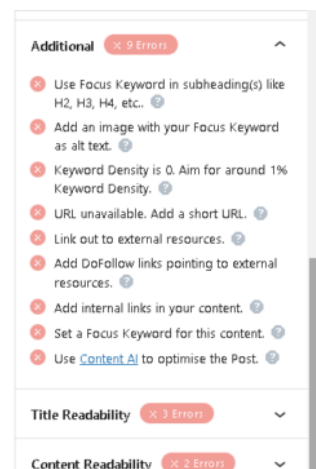 Additional × 9 Errors
Use Focus Keyword in subheading(s) like
H2, H3, H4, etc..
Add an image with your Focus Keyword
as alt text.
Keyword Density is 0. Aim for around 1%
Keyword Density.
URL unavailable. Add a short URL.
Link out to external resources.
Add DoFollow links pointing to external
resources.
Add internal links in your content.
Set a Focus Keyword for this content.
Use Content AI to optimise the Post.
Title Readability × 3 Errors
Content Readability × 2 Errors